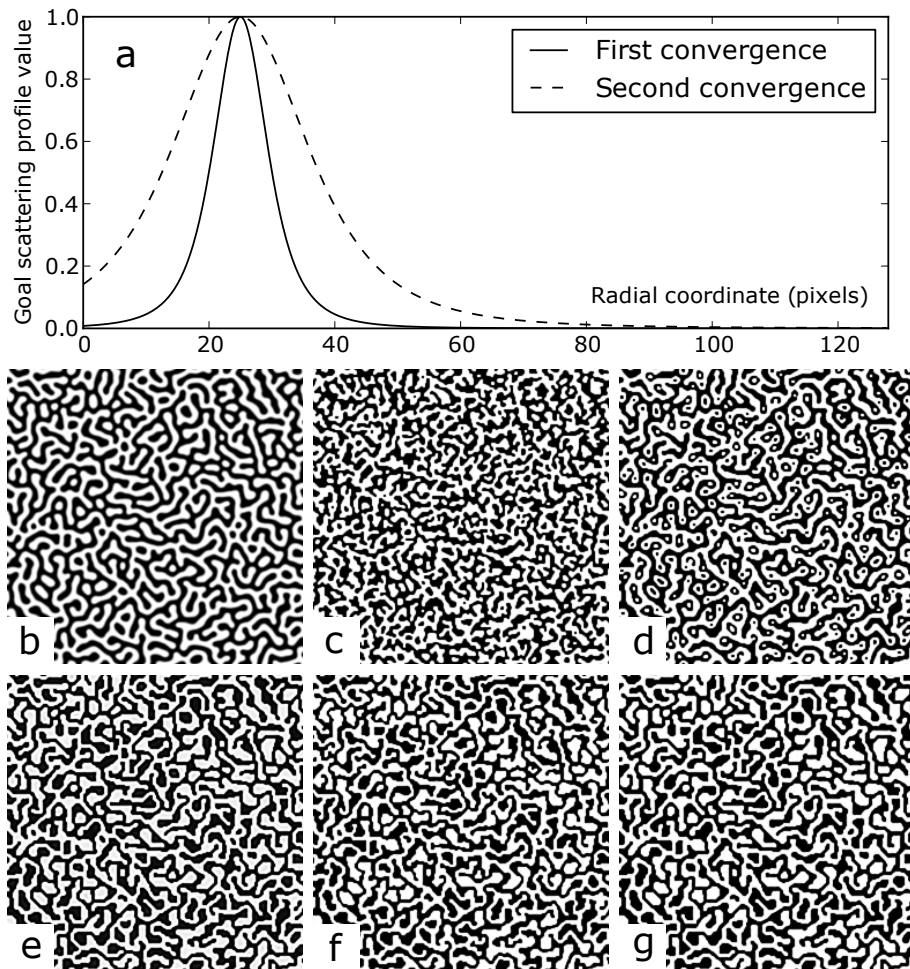 Goal scattering profile value
1.0
0.8
0.6
0.4
0.2
0.0
a
First convergence
Second convergence
Radial coordinate (pixels)
0 20 40 60 80 100 120
b c d
e f g